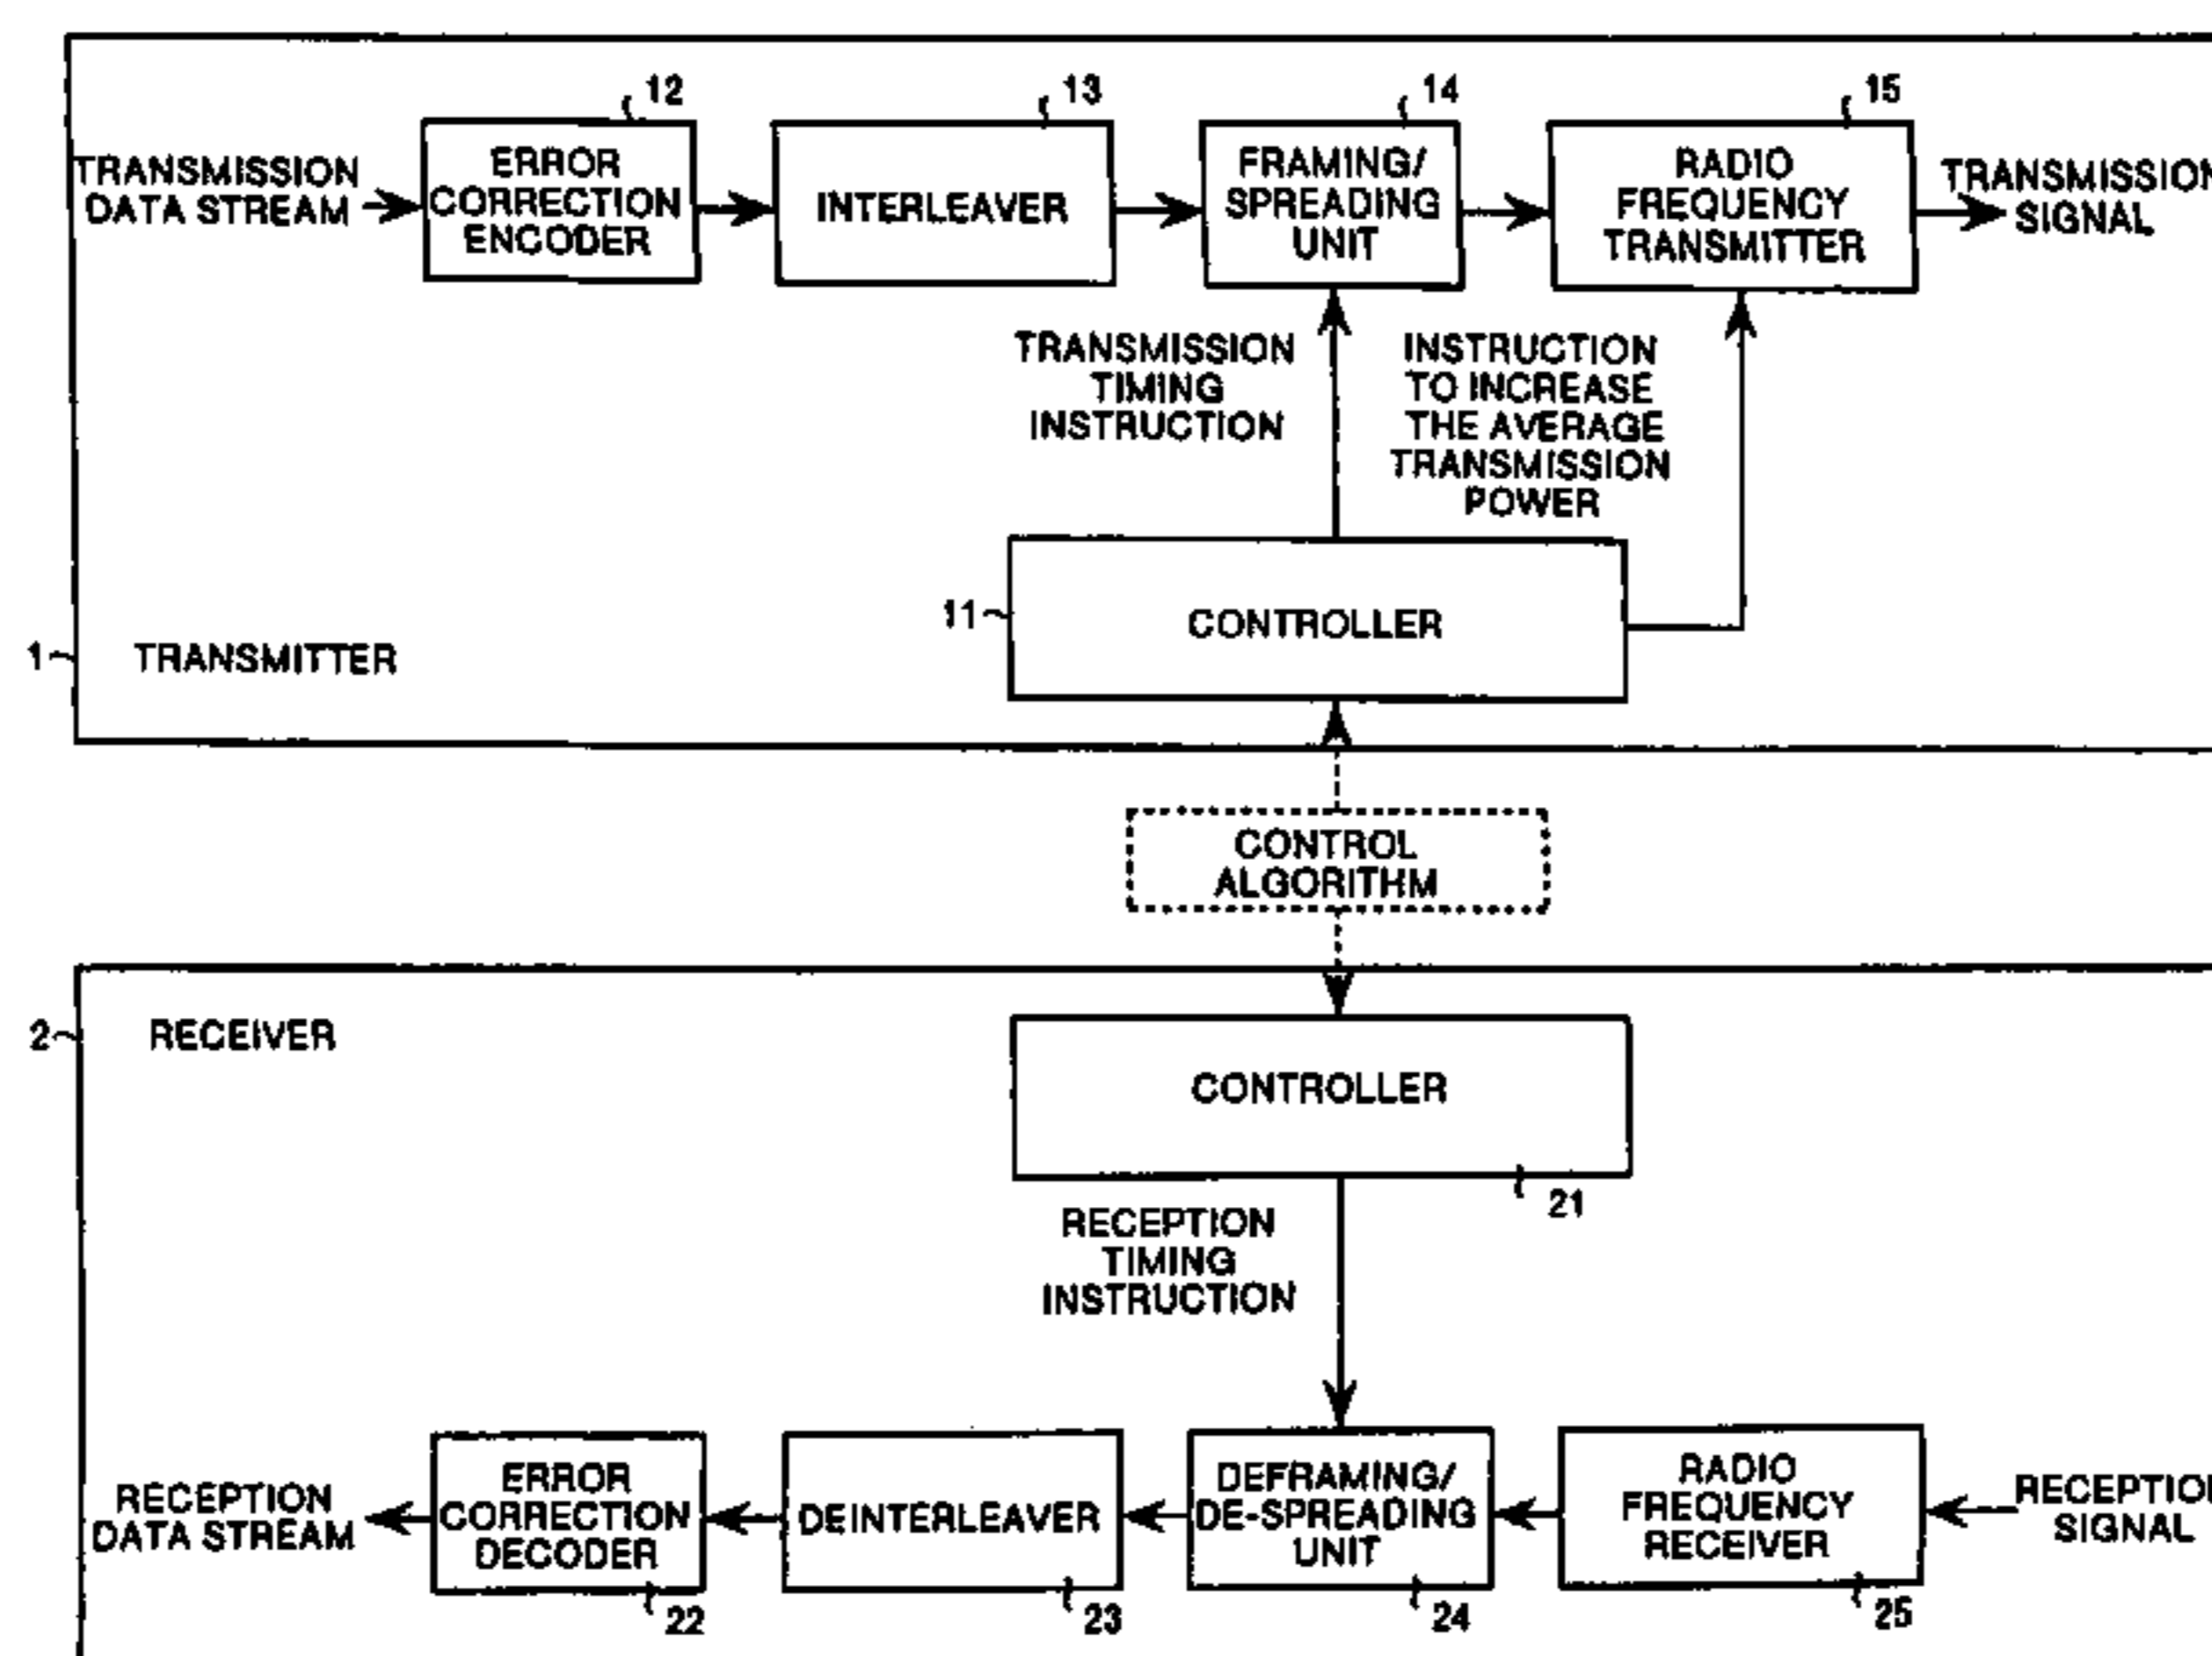 12
13
14
15
TRANSMISSION
DATA STREAM
ERROR
CORRECTION
ENCODER
INTERLEAVER
FRAMING/
SPREADING
UNIT
RADIO
FREQUENCY
TRANSMITTER
TRANSMISSION
SIGNAL
TRANSMISSION
TIMING
INSTRUCTION
INSTRUCTION
TO INCREASE
THE AVERAGE
TRANSMISSION
POWER
11
CONTROLLER
1
TRANSMITTER
CONTROL
ALGORITHM
2
RECEIVER
CONTROLLER
21
RECEPTION
TIMING
INSTRUCTION
RECEPTION
DATA STREAM
ERROR
CORRECTION
DECODER
DEINTERLEAVER
DEFRAMING/
DE-SPREADING
UNIT
RADIO
FREQUENCY
RECEIVER
RECEPTION
SIGNAL
22
23
24
25